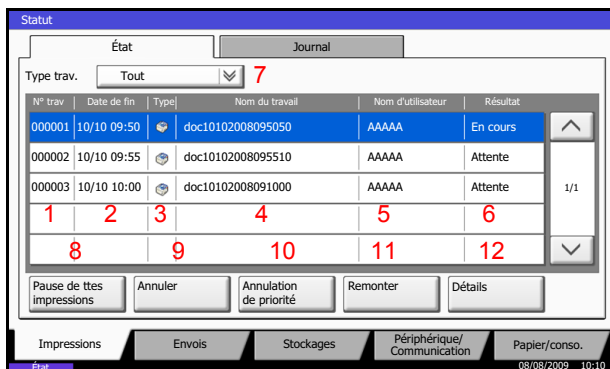 Statut
État Journal
Type trav. Tout 7
N° trav Date de fin Type Nom du travail Nom d'utilisateur Résultat
000001 10/10 09:50 doc10102008095050 AAAAA En cours
000002 10/10 09:55 doc10102008095510 AAAAA Attente
000003 10/10 10:00 doc10102008091000 AAAAA Attente 1/1
1 2 3 4 5 6
8 9 10 11 12
Pause de ttes impressions Annuler Annulation de priorité Remonter Détails
Impressions Envois Stockages Périphérique/ Communication Papier/conso.
État 08/08/2009 10:10